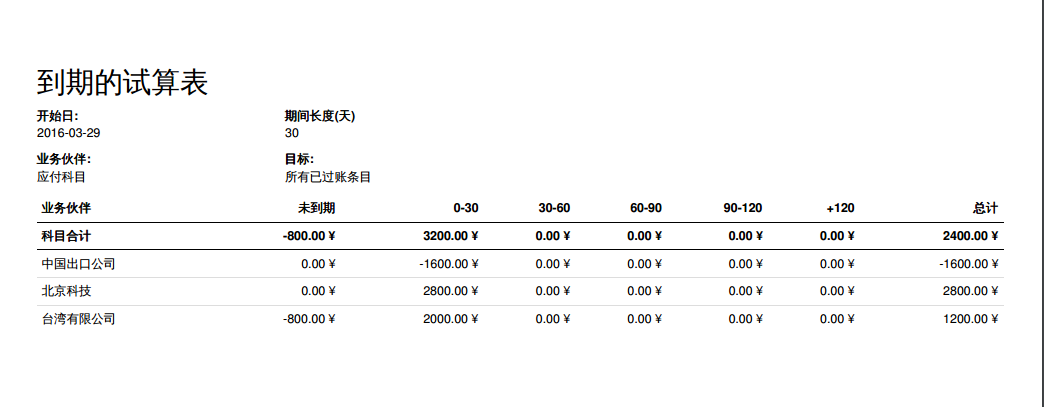 到期的试算表
开始日: 期间长度(天)
2016-03-29 30
业务伙伴: 目标:
应付科目 所有已过账条目
业务伙伴 未到期 0-30 30-60 60-90 90-120 +120 总计
科目合计 -800.00 ¥ 3200.00 ¥ 0.00 ¥ 0.00 ¥ 0.00 ¥ 0.00 ¥ 2400.00 ¥
中国出口公司 0.00 ¥ -1600.00 ¥ 0.00 ¥ 0.00 ¥ 0.00 ¥ 0.00 ¥ -1600.00 ¥
北京科技 0.00 ¥ 2800.00 ¥ 0.00 ¥ 0.00 ¥ 0.00 ¥ 0.00 ¥ 2800.00 ¥
台湾有限公司 -800.00 ¥ 2000.00 ¥ 0.00 ¥ 0.00 ¥ 0.00 ¥ 0.00 ¥ 1200.00 ¥